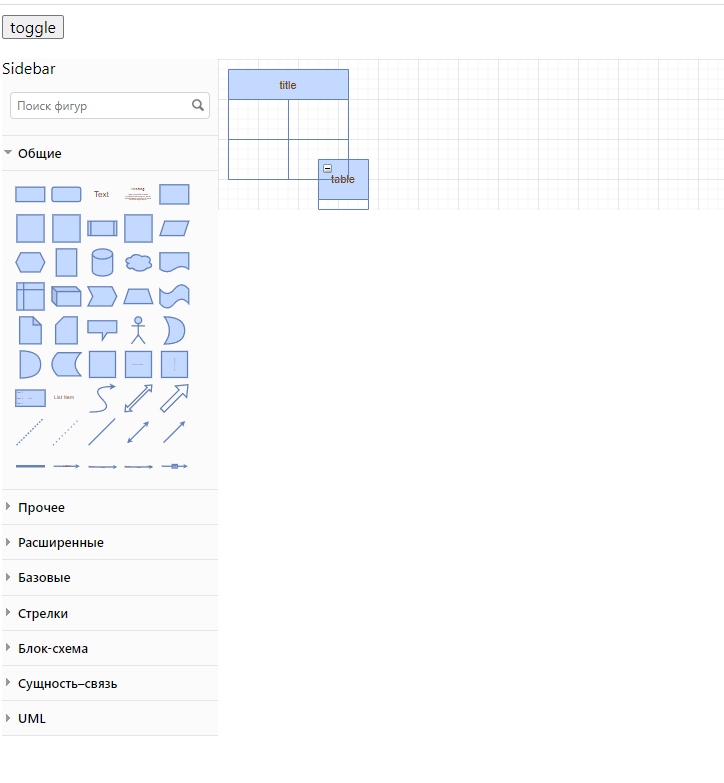 toggle
Sidebar
Поиск фигур
Общие
Text
List Item
title
table
Прочее
Расширенные
Базовые
Стрелки
Блок-схема
Сущность–связь
UML